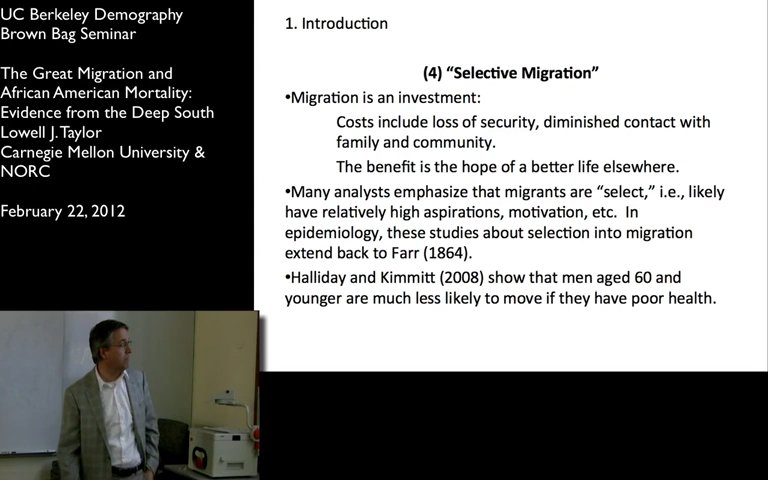 UC Berkeley Demography
Brown Bag Seminar
The Great Migration and
African American Mortality:
Evidence from the Deep South
Lowell J. Taylor
Carnegie Mellon University &
NORC
February 22, 2012
1. Introduction
(4) “Selective Migration”
•Migration is an investment:
Costs include loss of security, diminished contact with
family and community.
The benefit is the hope of a better life elsewhere.
•Many analysts emphasize that migrants are “select,” i.e., likely
have relatively high aspirations, motivation, etc.  In
epidemiology, these studies about selection into migration
extend back to Farr (1864).
•Halliday and Kimmitt (2008) show that men aged 60 and
younger are much less likely to move if they have poor health.